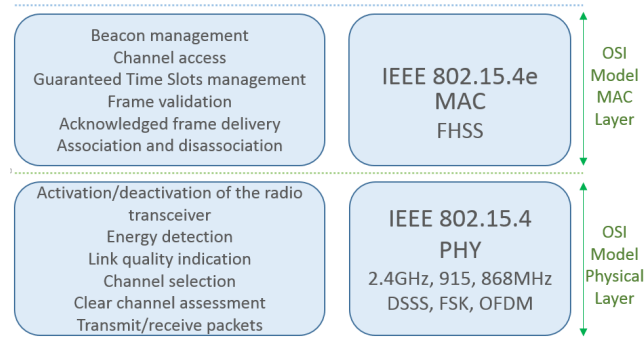 Beacon management
Channel access
Guaranteed Time Slots management
Frame validation
Acknowledged frame delivery
Association and disassociation
IEEE 802.15.4e
MAC
FHSS
OSI
Model
MAC
Layer
Activation/deactivation of the radio
transceiver
Energy detection
Link quality indication
Channel selection
Clear channel assessment
Transmit/receive packets
IEEE 802.15.4
PHY
2.4GHz, 915, 868MHz
DSSS, FSK, OFDM
OSI
Model
Physical
Layer